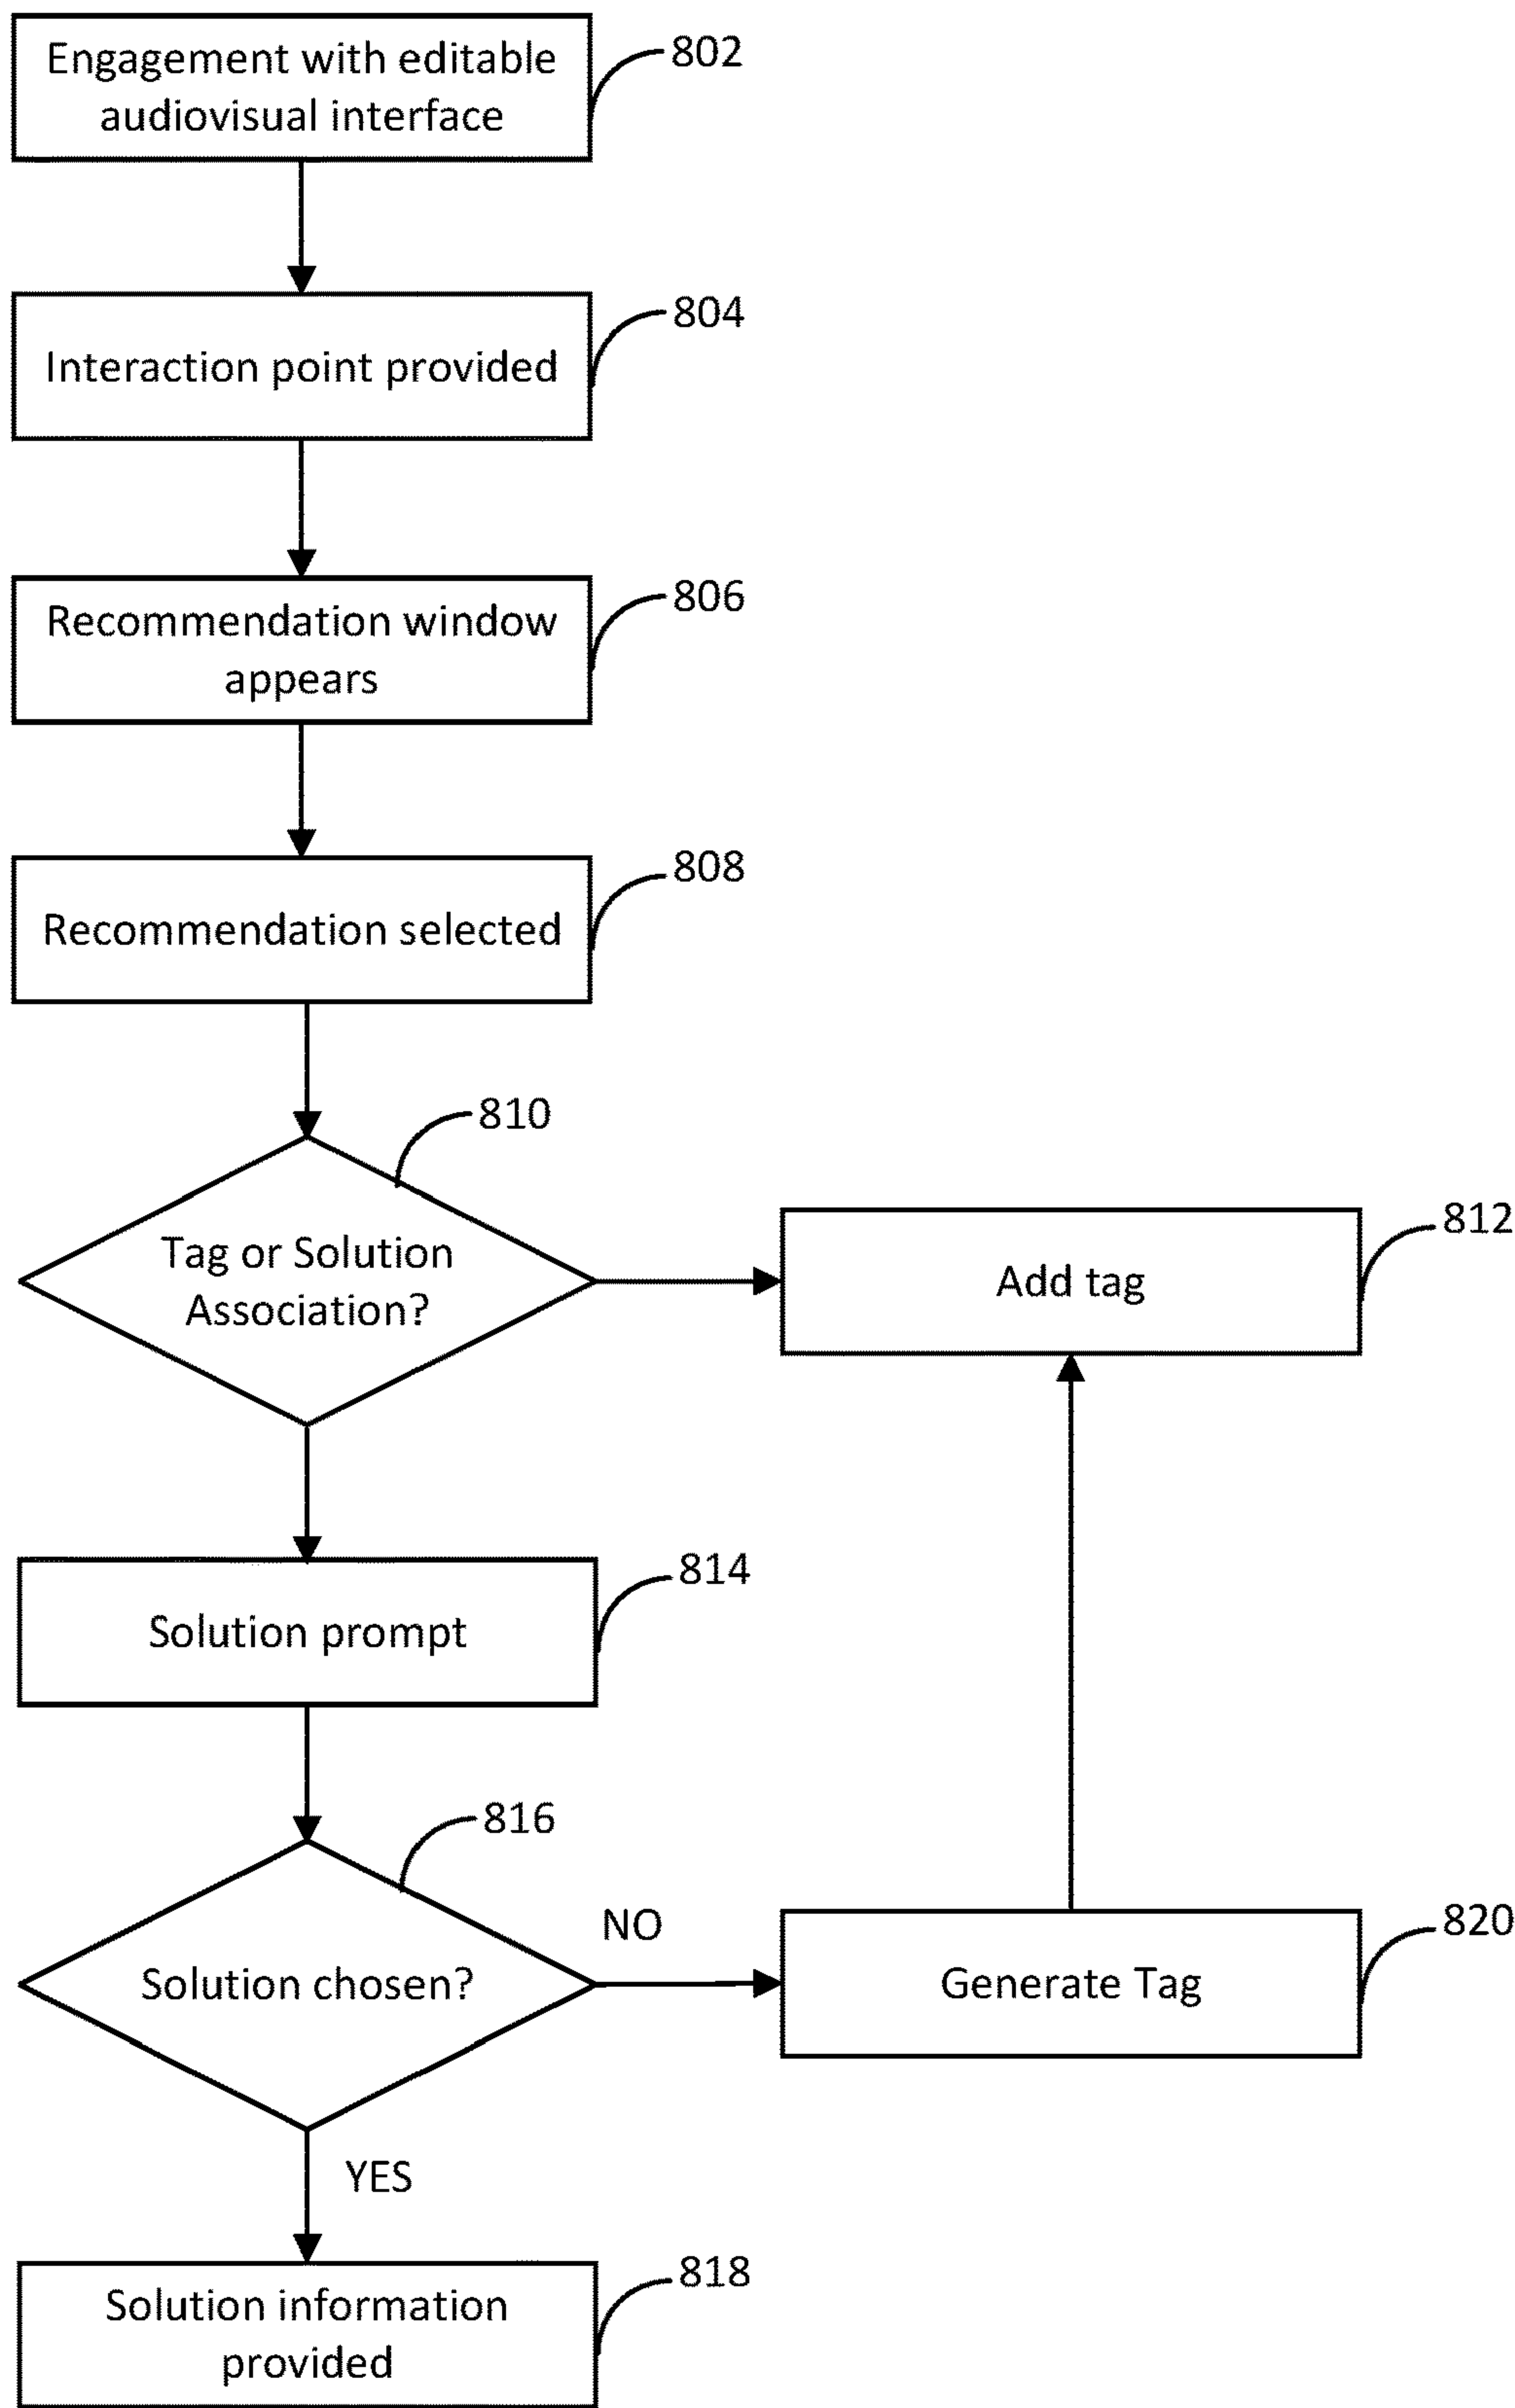 Engagement with editable
audiovisual interface
802
Interaction point provided
804
Recommendation window
appears
806
Recommendation selected
808
810
Tag or Solution
Association?
Add tag
812
Solution prompt
814
816
Solution chosen?
NO
Generate Tag
820
YES
Solution information
provided
818